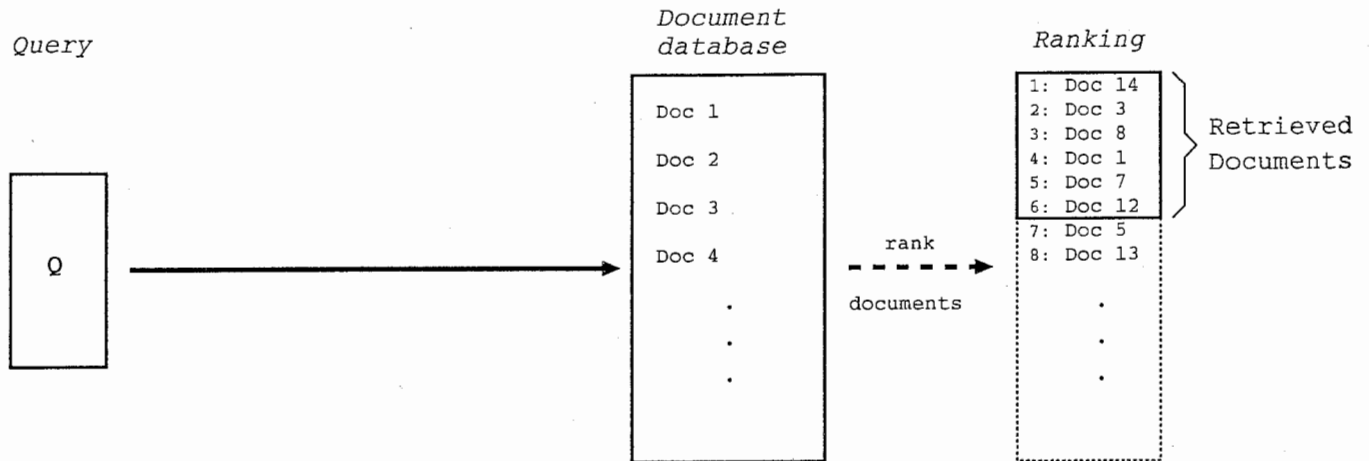 Query
Document
database
Ranking
Q
Doc 1
Doc 2
Doc 3
Doc 4
.
.
.
rank
documents
1: Doc 14
2: Doc 3
3: Doc 8
4: Doc 1
5: Doc 7
6: Doc 12
7: Doc 5
8: Doc 13
.
.
.
Retrieved
Documents